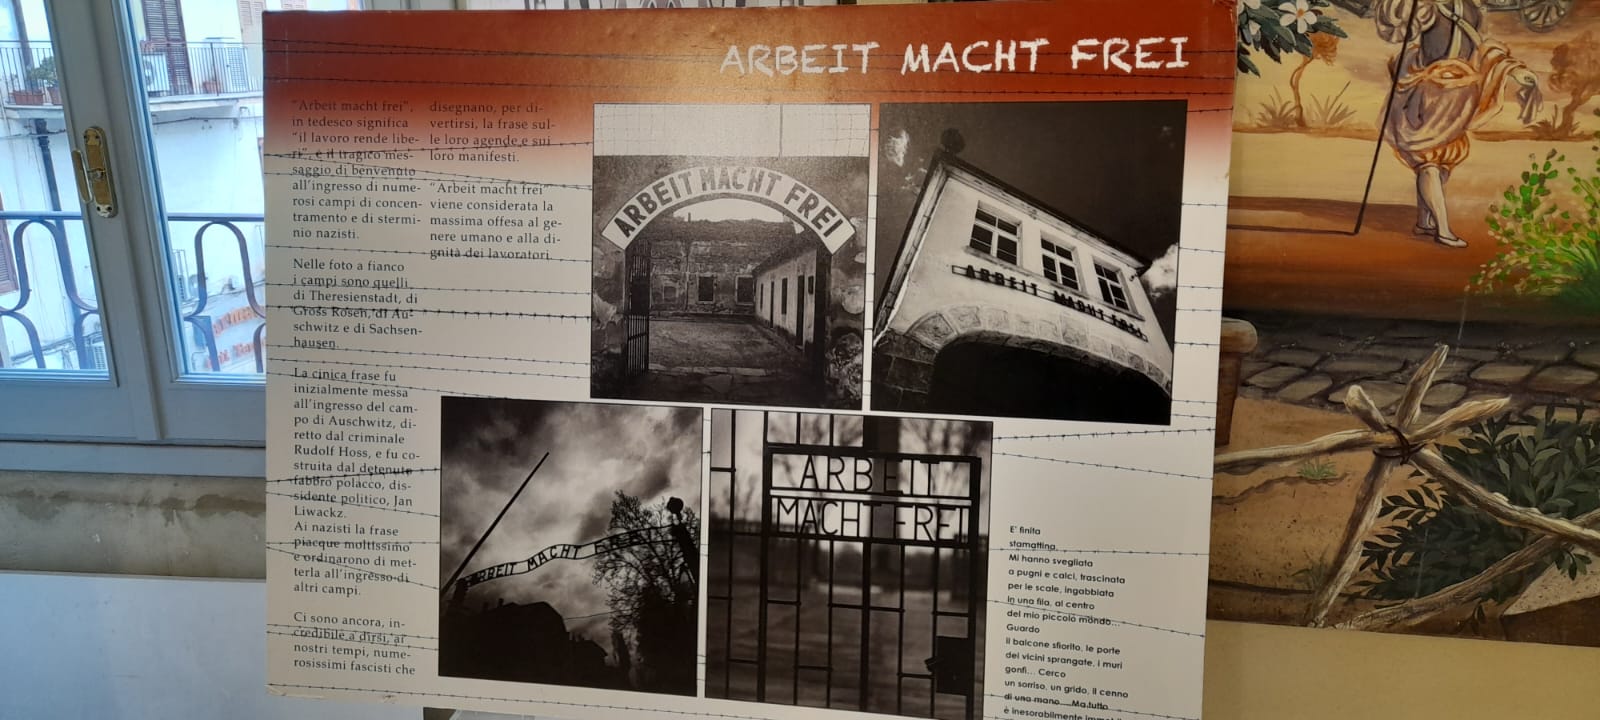 ARBEIT MACHT FREI
"Arbeit macht frei",
in tedesco significa
"il lavoro rende libe-
ri", è il tragico mes-
saggio di benvenuto
all'ingresso di nume-
rosi campi di concen-
tramento e di stermi-
nio nazisti.
Nelle foto a fianco
i campi sono quelli
di Theresienstadt, di
Gross Rosen, di Au-
schwitz e di Sachsen-
hausen.
La cinica frase fu
inizialmente messa
all'ingresso del cam-
po di Auschwitz, di-
retto dal criminale
Rudolf Hoss, e fu co-
struita dal detenuto
fabbro polacco, dis-
sidente politico, Jan
Liwackz.
Ai nazisti la frase
piacque moltissimo
e ordinarono di met-
terla all'ingresso di
altri campi.
Ci sono ancora, in-
credibile a dirsi, ai
nostri tempi, nume-
rosissimi fascisti che
disegnano, per di-
vertirsi, la frase sul-
le loro agende e sui
loro manifesti.
"Arbeit macht frei"
viene considerata la
massima offesa al ge-
nere umano e alla di-
gnità dei lavoratori.
ARBEIT MACHT FREI
ARBEIT MACHT FREI
ARBEIT MACHT FREI
ARBEIT
MACHT FREI
E' finita
stamattina.
Mi hanno svegliata
a pugni e calci, trascinata
per le scale, ingabbiata
in una fila, al centro
del mio piccolo mondo...
Guardo
il balcone sfiorito, le porte
dei vicini sprangate, i muri
gonfi... Cerco
un sorriso, un grido, il cenno
di una mano... Ma tutto
è inesorabilmente